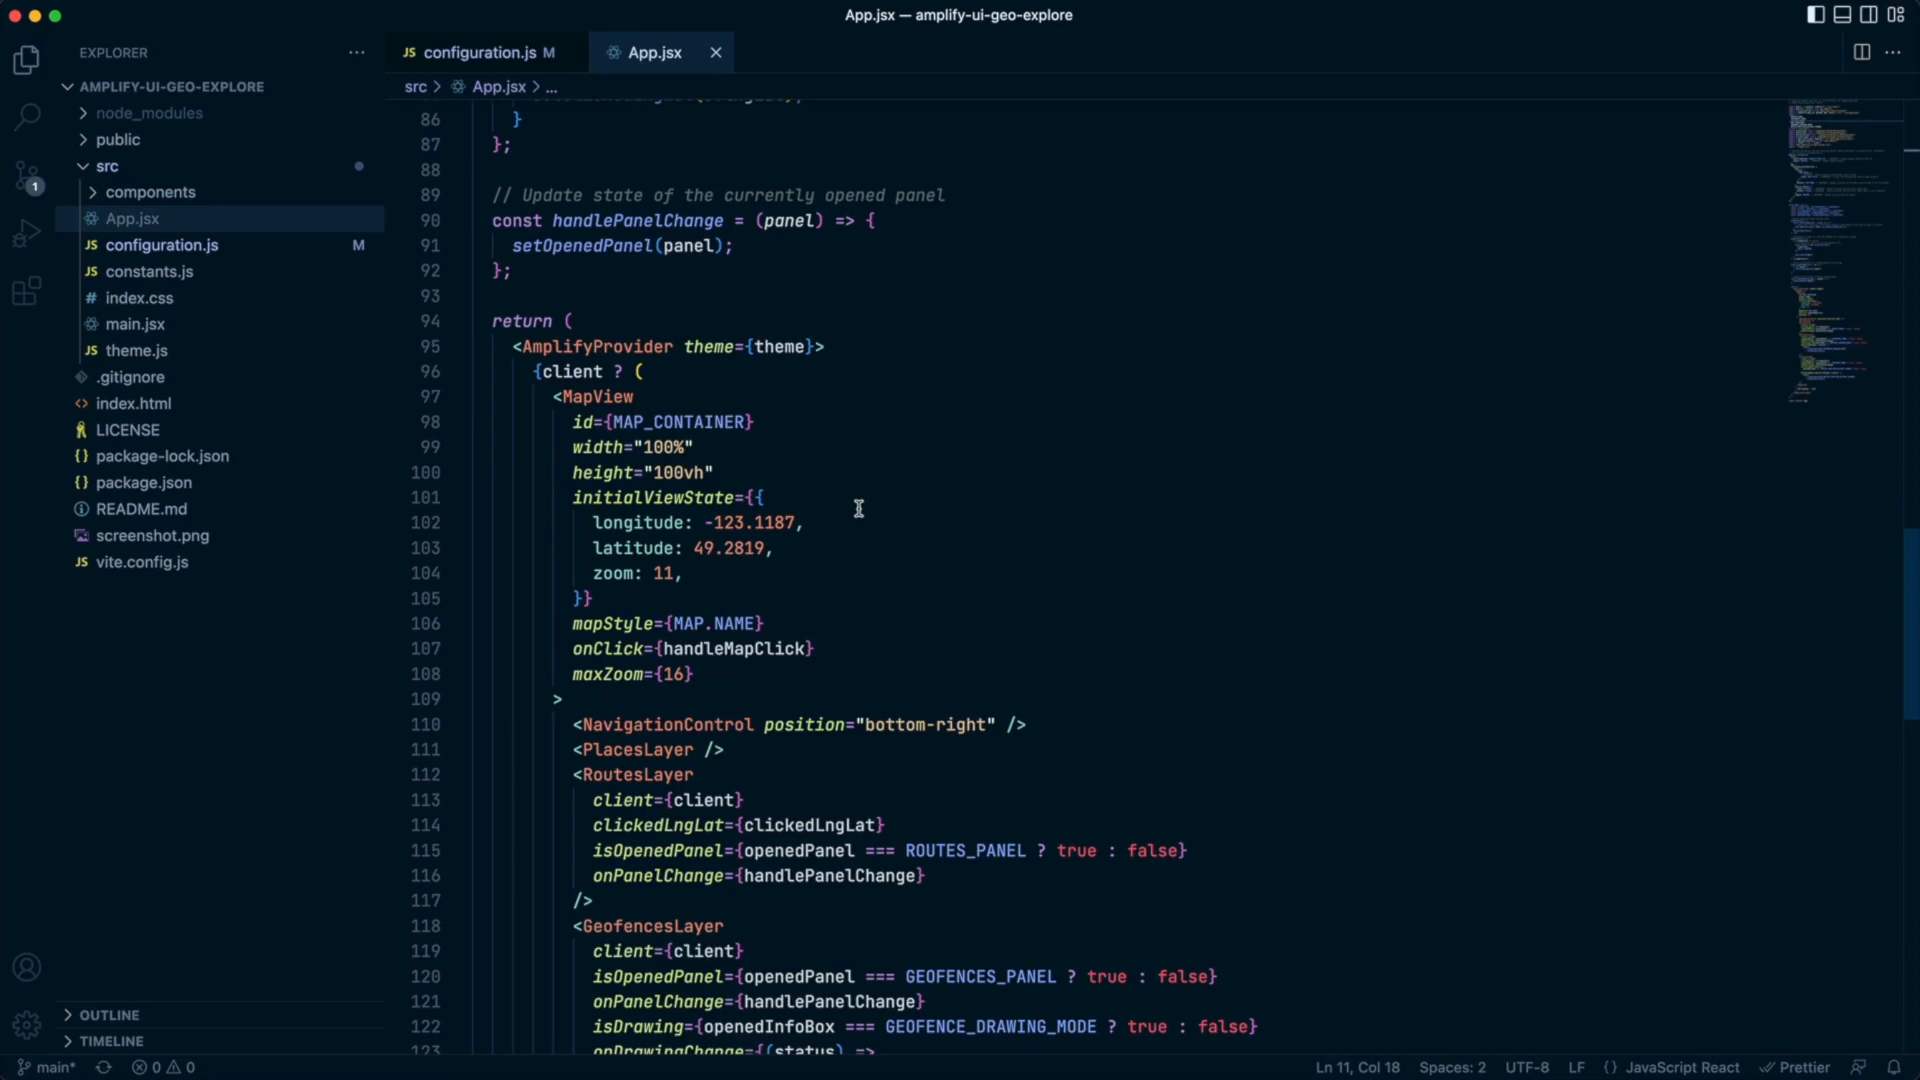 App.jsx — amplify-ui-geo-explore
EXPLORER
configuration.js M
App.jsx
src > App.jsx > ...
AMPLIFY-UI-GEO-EXPLORE
node_modules
public
src
components
App.jsx
configuration.js M
constants.js
index.css
main.jsx
theme.js
.gitignore
index.html
LICENSE
package-lock.json
package.json
README.md
screenshot.png
vite.config.js
OUTLINE
TIMELINE
1
86 }
87 };
88
89 // Update state of the currently opened panel
90 const handlePanelChange = (panel) => {
91 setOpenedPanel(panel);
92 };
93
94 return (
95 <AmplifyProvider theme={theme}>
96 {client ? (
97 <MapView
98 id={MAP_CONTAINER}
99 width="100%"
100 height="100vh"
101 initialViewState={{
102 longitude: -123.1187,
103 latitude: 49.2819,
104 zoom: 11,
105 }}
106 mapStyle={MAP.NAME}
107 onClick={handleMapClick}
108 maxZoom={16}
109 >
110 <NavigationControl position="bottom-right" />
111 <PlacesLayer />
112 <RoutesLayer
113 client={client}
114 clickedLngLat={clickedLngLat}
115 isOpenedPanel={openedPanel === ROUTES_PANEL ? true : false}
116 onPanelChange={handlePanelChange}
117 />
118 <GeofencesLayer
119 client={client}
120 isOpenedPanel={openedPanel === GEOFENCES_PANEL ? true : false}
121 onPanelChange={handlePanelChange}
122 isDrawing={openedInfoBox === GEOFENCE_DRAWING_MODE ? true : false}
123 onDrawingChange={(status) =>
main* 0 0
Ln 11, Col 18 Spaces: 2 UTF-8 LF {} JavaScript React Prettier